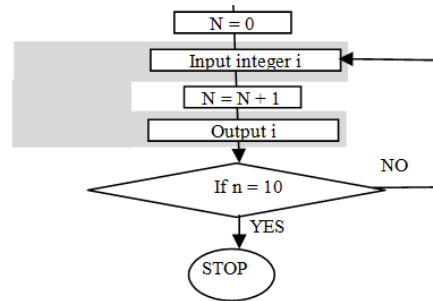 N = 0
Input integer i
N = N + 1
Output i
If n = 10
NO
YES
STOP